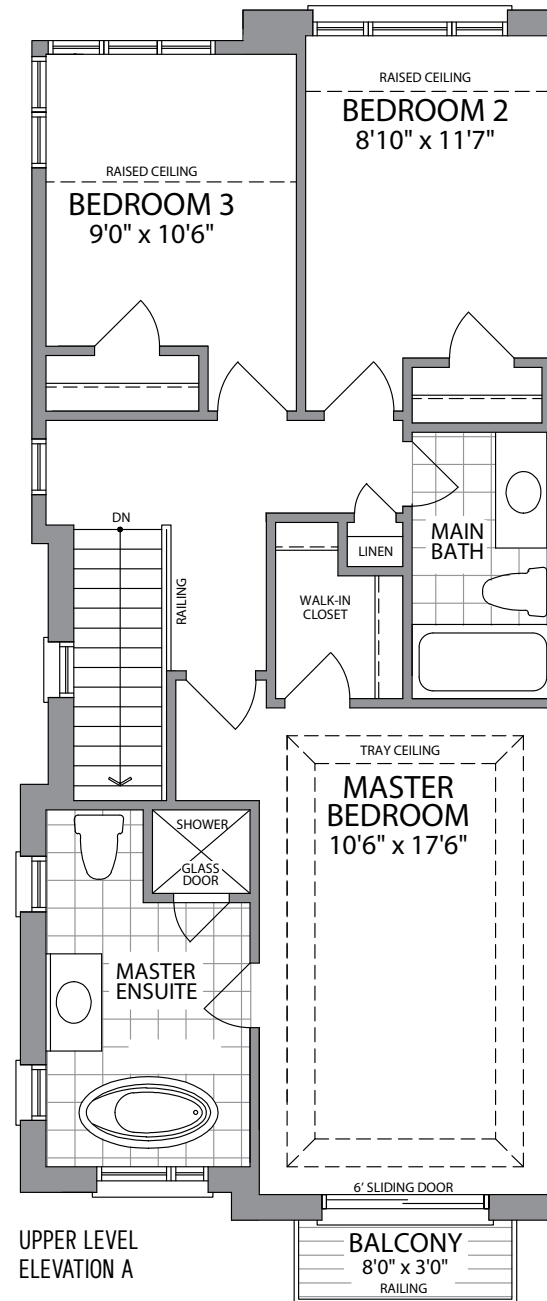 RAISED CEILING
BEDROOM 2
8'10" x 11'7"
RAISED CEILING
BEDROOM 3
9'0" x 10'6"
DN
RAILING
LINEN
MAIN
BATH
WALK-IN
CLOSET
TRAY CEILING
MASTER
BEDROOM
10'6" x 17'6"
SHOWER
GLASS
DOOR
MASTER
ENSUITE
6' SLIDING DOOR
BALCONY
8'0" x 3'0"
RAILING
UPPER LEVEL
ELEVATION A